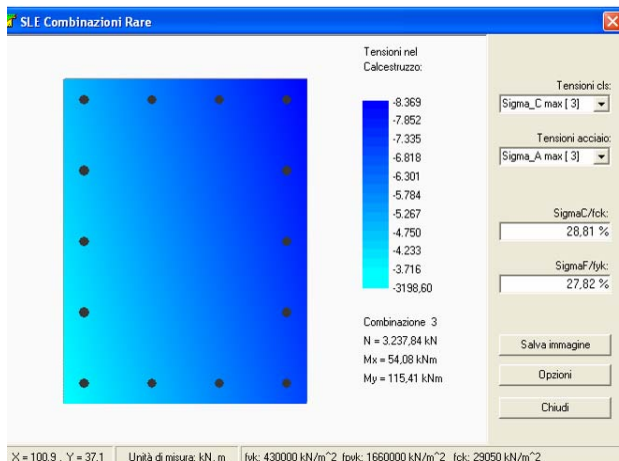 SLE Combinazioni Rare
Tensioni nel
Calcestruzzo:
-8.369
-7.852
-7.335
-6.818
-6.301
-5.784
-5.267
-4.750
-4.233
-3.716
-3198,60
Combinazione 3
N = 3.237,84 kN
Mx = 54,08 kNm
My = 115,41 kNm
Tensioni cls:
Sigma_C max [ 3]
Tensioni acciaio:
Sigma_A max [ 3]
SigmaC/fck:
28,81 %
SigmaF/fyk:
27,82 %
Salva immagine
Opzioni
Chiudi
X = 100,9 , Y = 37,1 Unità di misura: kN, m fyk: 430000 kN/m^2 fpyk: 1660000 kN/m^2 fck: 29050 kN/m^2